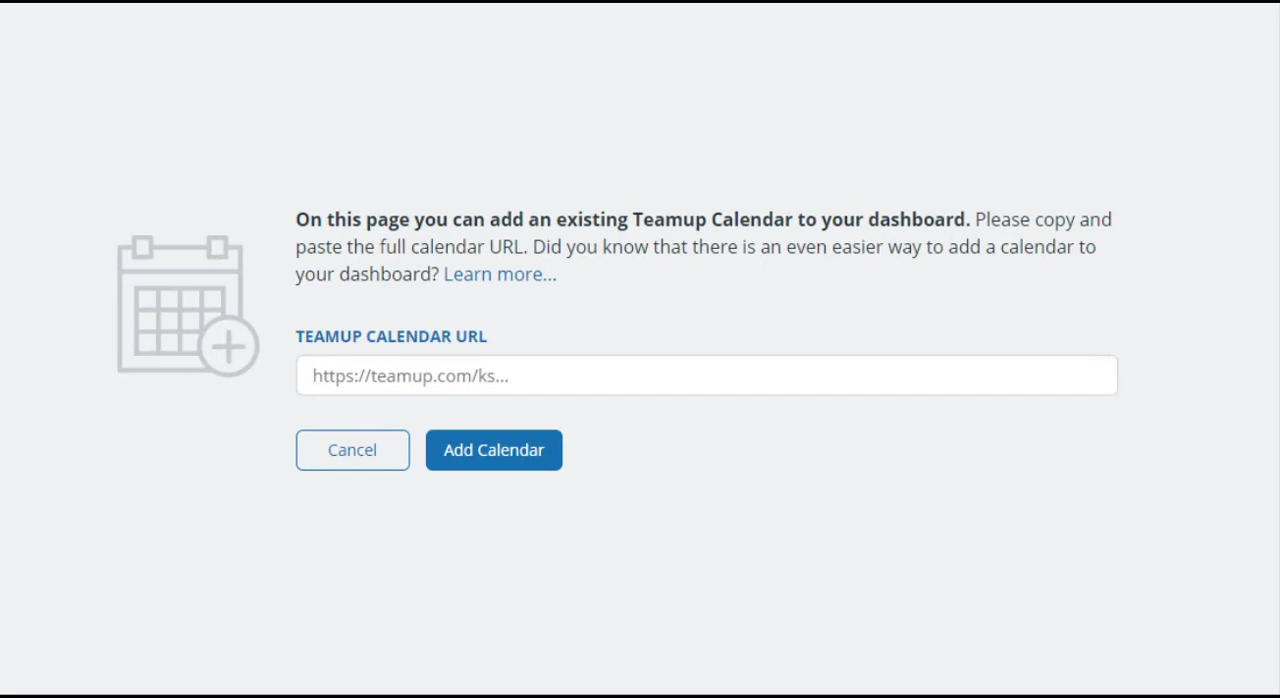 On this page you can add an existing Teamup Calendar to your dashboard. Please copy and
paste the full calendar URL. Did you know that there is an even easier way to add a calendar to
your dashboard? Learn more...
TEAMUP CALENDAR URL
https://teamup.com/ks...
Cancel
Add Calendar